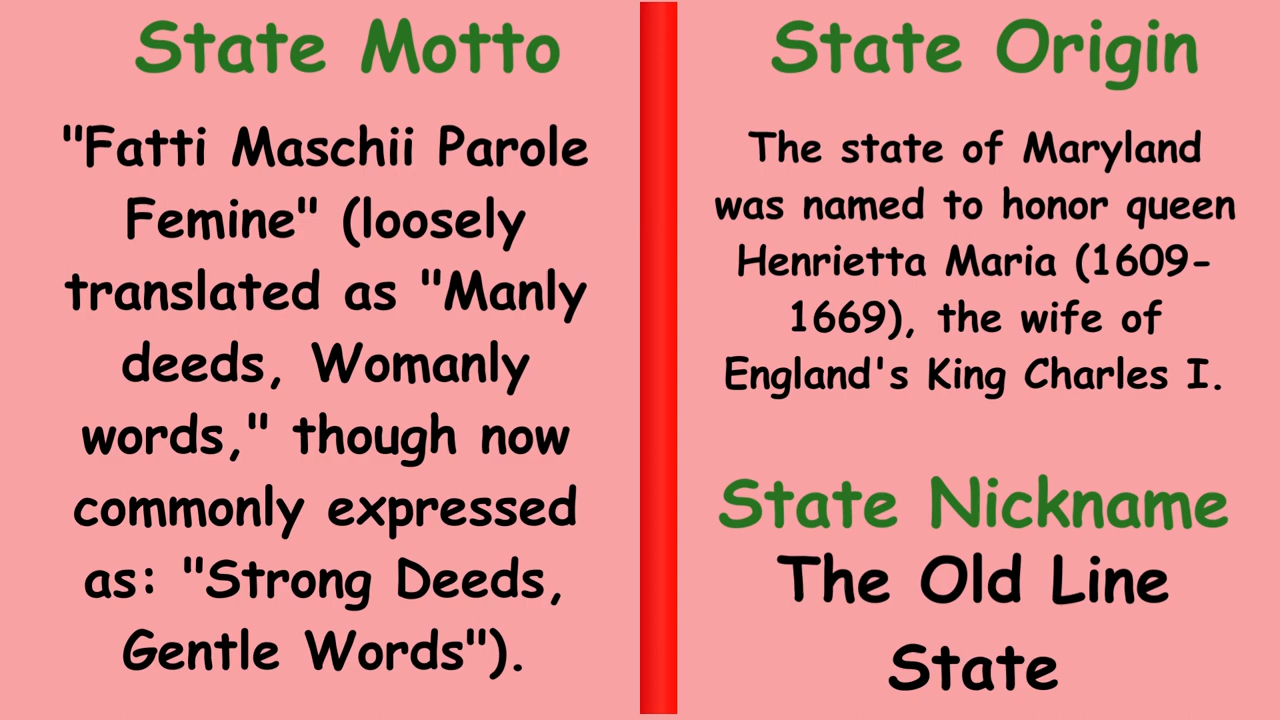 State Motto
"Fatti Maschii Parole
Femine" (loosely
translated as "Manly
deeds, Womanly
words," though now
commonly expressed
as: "Strong Deeds,
Gentle Words").
State Origin
The state of Maryland
was named to honor queen
Henrietta Maria (1609-
1669), the wife of
England's King Charles I.
State Nickname
The Old Line
State